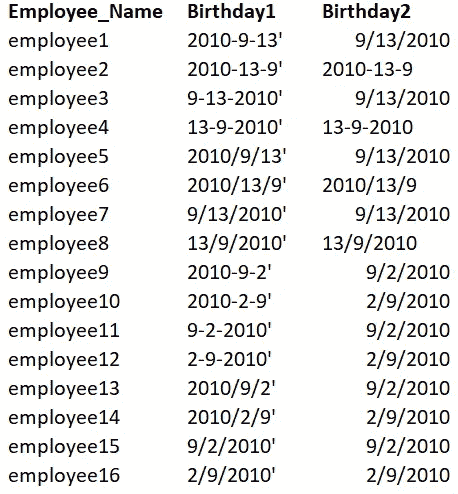 Employee_Name Birthday1 Birthday2
employee1 2010-9-13' 9/13/2010
employee2 2010-13-9' 2010-13-9
employee3 9-13-2010' 9/13/2010
employee4 13-9-2010' 13-9-2010
employee5 2010/9/13' 9/13/2010
employee6 2010/13/9' 2010/13/9
employee7 9/13/2010' 9/13/2010
employee8 13/9/2010' 13/9/2010
employee9 2010-9-2' 9/2/2010
employee10 2010-2-9' 2/9/2010
employee11 9-2-2010' 9/2/2010
employee12 2-9-2010' 2/9/2010
employee13 2010/9/2' 9/2/2010
employee14 2010/2/9' 2/9/2010
employee15 9/2/2010' 9/2/2010
employee16 2/9/2010' 2/9/2010